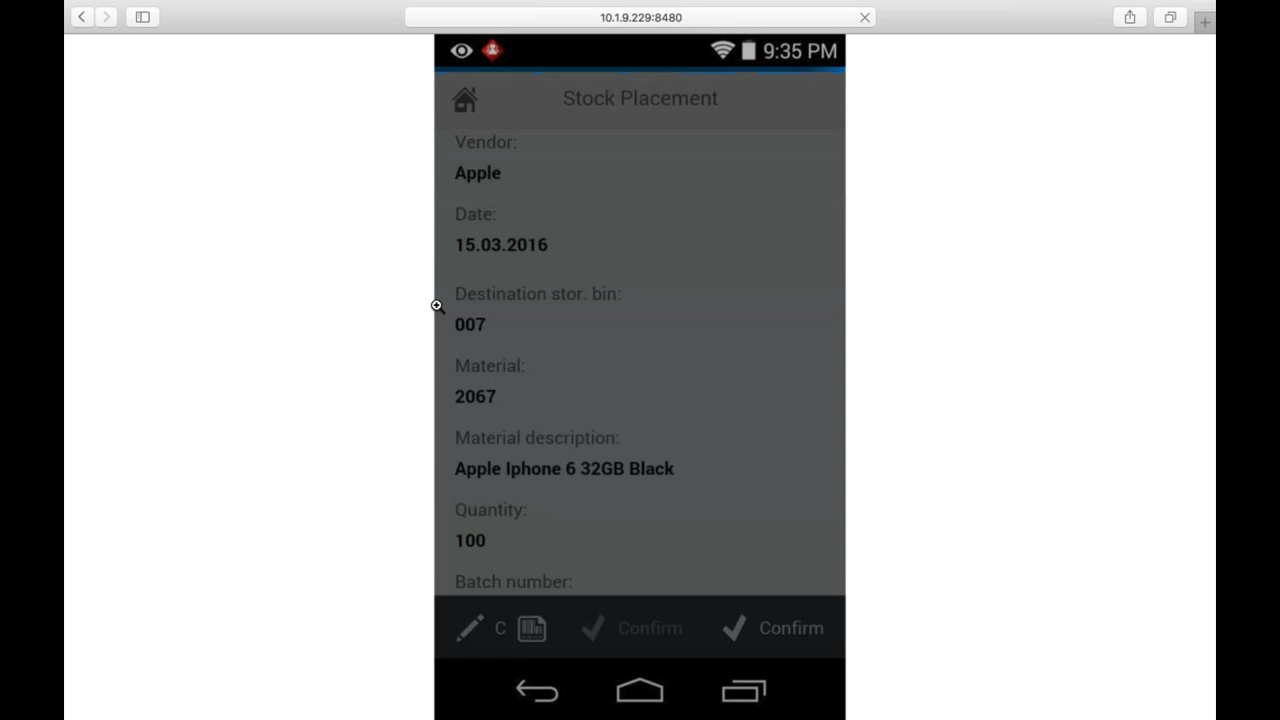 10.1.9.229:8480
9:35 PM
Stock Placement
Vendor:
Apple
Date:
15.03.2016
Destination stor. bin:
007
Material:
2067
Material description:
Apple Iphone 6 32GB Black
Quantity:
100
Batch number:
C Confirm Confirm